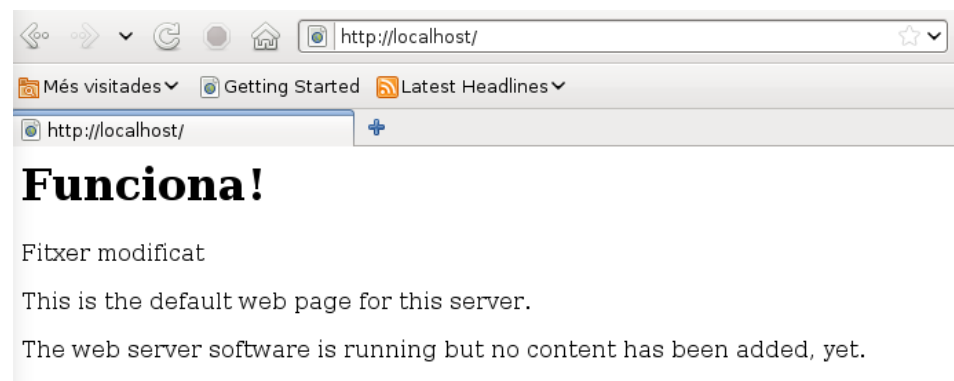 http://localhost/
Més visitades Getting Started Latest Headlines
http://localhost/
Funciona!
Fitxer modificat
This is the default web page for this server.
The web server software is running but no content has been added, yet.